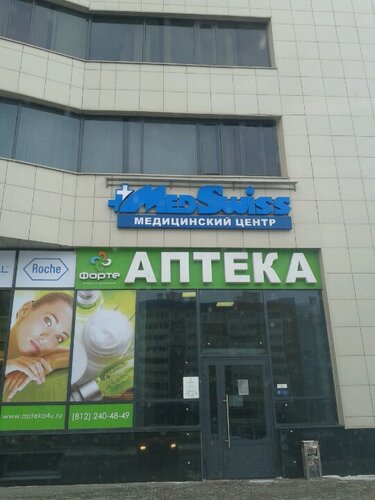 MedSwiss
МЕДИЦИНСКИЙ ЦЕНТР
Roche
Форте
АПТЕКА
www.apteka4u.ru
(812) 240-48-49